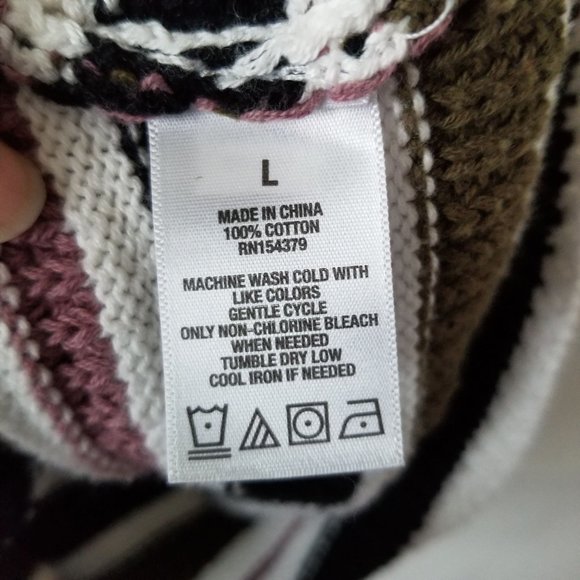 L
MADE IN CHINA
100% COTTON
RN154379
MACHINE WASH COLD WITH
LIKE COLORS
GENTLE CYCLE
ONLY NON-CHLORINE BLEACH
WHEN NEEDED
TUMBLE DRY LOW
COOL IRON IF NEEDED